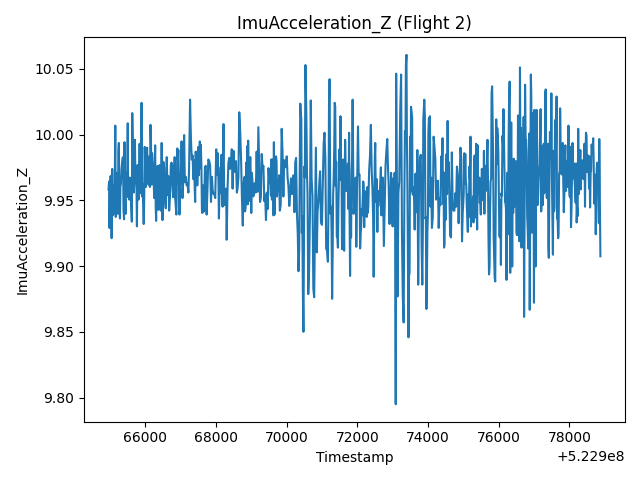 ImuAcceleration_Z (Flight 2)
10.05
10.00
9.95
9.90
9.85
9.80
ImuAcceleration_Z
66000 68000 70000 72000 74000 76000 78000
Timestamp
+5.229e8